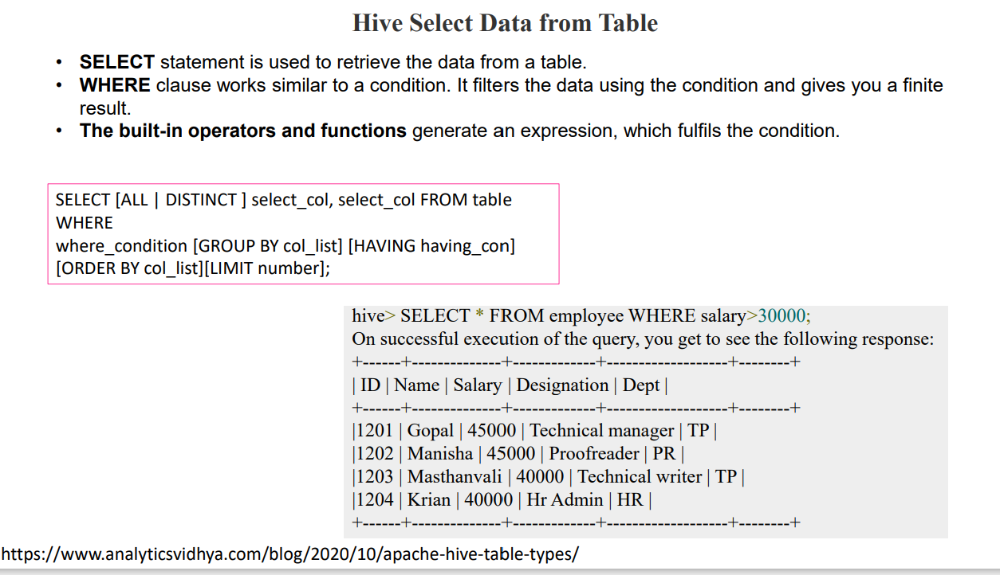 Hive Select Data from Table
• SELECT statement is used to retrieve the data from a table.
• WHERE clause works similar to a condition. It filters the data using the condition and gives you a finite
result.
• The built-in operators and functions generate an expression, which fulfils the condition.
SELECT [ALL | DISTINCT ] select_col, select_col FROM table
WHERE
where_condition [GROUP BY col_list] [HAVING having_con]
[ORDER BY col_list][LIMIT number];
hive> SELECT * FROM employee WHERE salary>30000;
On successful execution of the query, you get to see the following response:
+------+--------------+-------------+-------------------+--------+
| ID | Name | Salary | Designation | Dept |
+------+--------------+-------------+-------------------+--------+
|1201 | Gopal | 45000 | Technical manager | TP |
|1202 | Manisha | 45000 | Proofreader | PR |
|1203 | Masthanvali | 40000 | Technical writer | TP |
|1204 | Krian | 40000 | Hr Admin | HR |
+------+--------------+-------------+-------------------+--------+
https://www.analyticsvidhya.com/blog/2020/10/apache-hive-table-types/